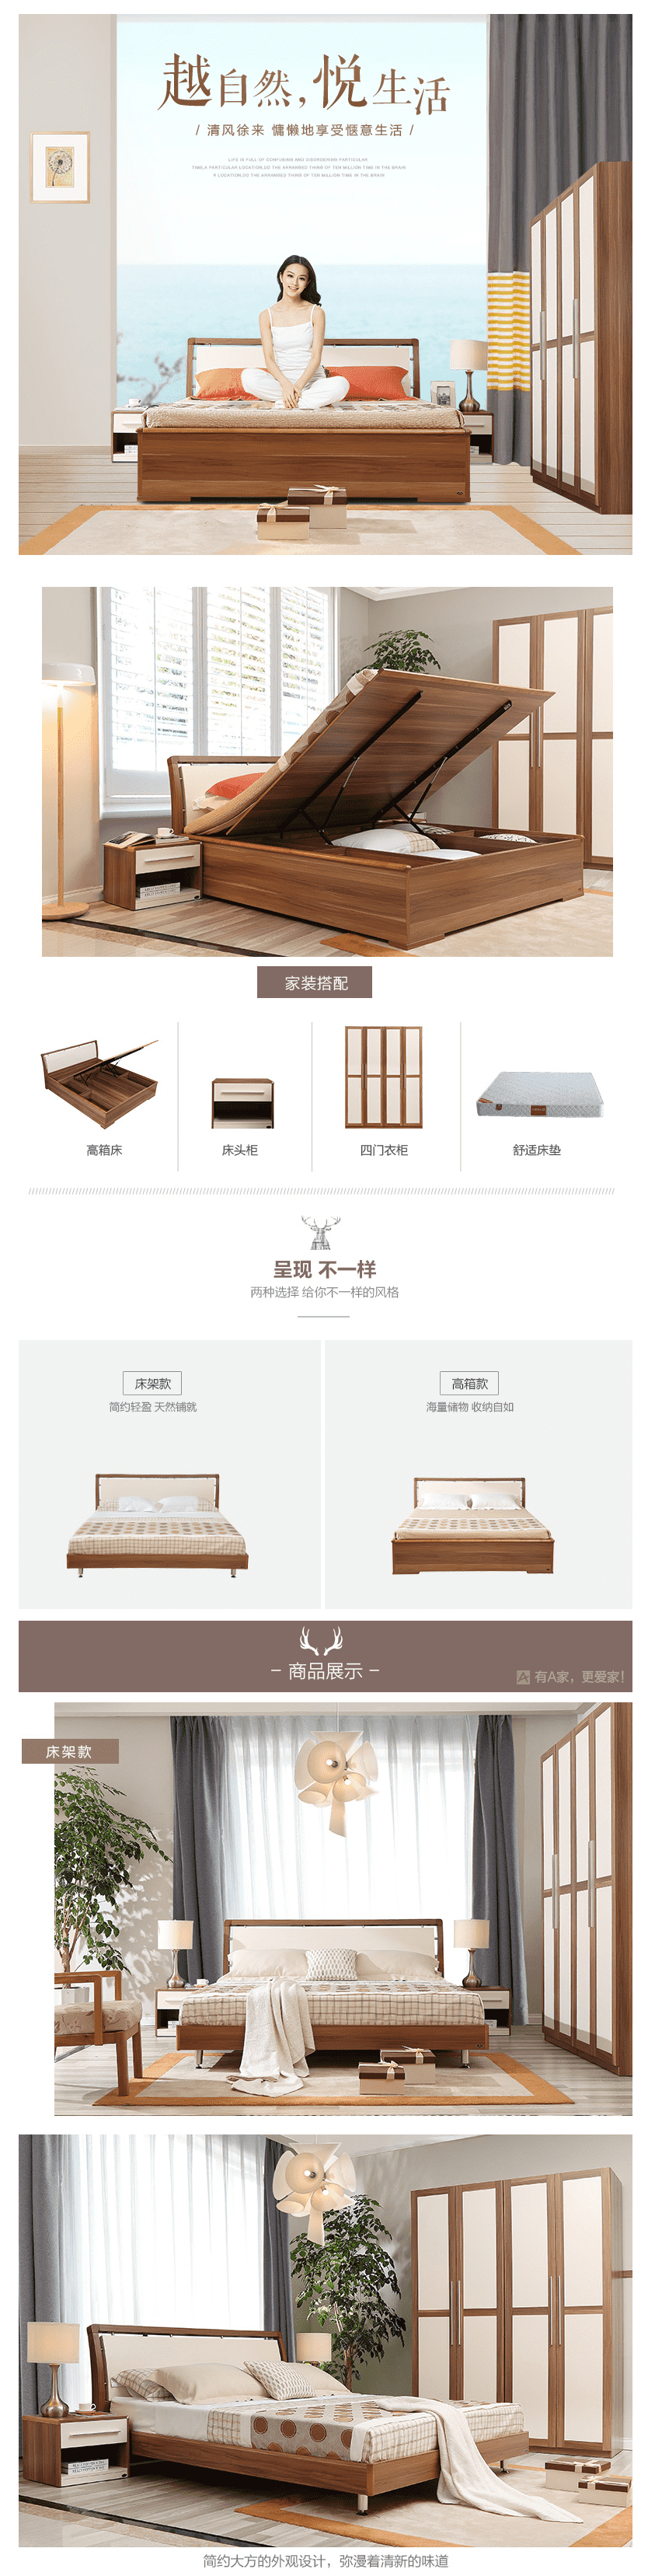 越自然，悦生活
/ 清风徐来 慵懒地享受惬意生活 /
LIFE IS FULL OF CONFUSING AND DISORDERING PARTICULAR
TIME,A PARTICULAR LOCATION,DO THE ARRANGED THING OF TEN MILLION TIME IN THE BRAIN
R LOCATION,DO THE ARRANGED THING OF TEN MILLION TIME IN THE BRAIN
家装搭配
高箱床
床头柜
四门衣柜
舒适床垫
呈现 不一样
两种选择 给你不一样的风格
床架款
简约轻盈 天然铺就
高箱款
海量储物 收纳自如
- 商品展示 -
A 有A家，更爱家!
床架款
简约大方的外观设计，弥漫着清新的味道